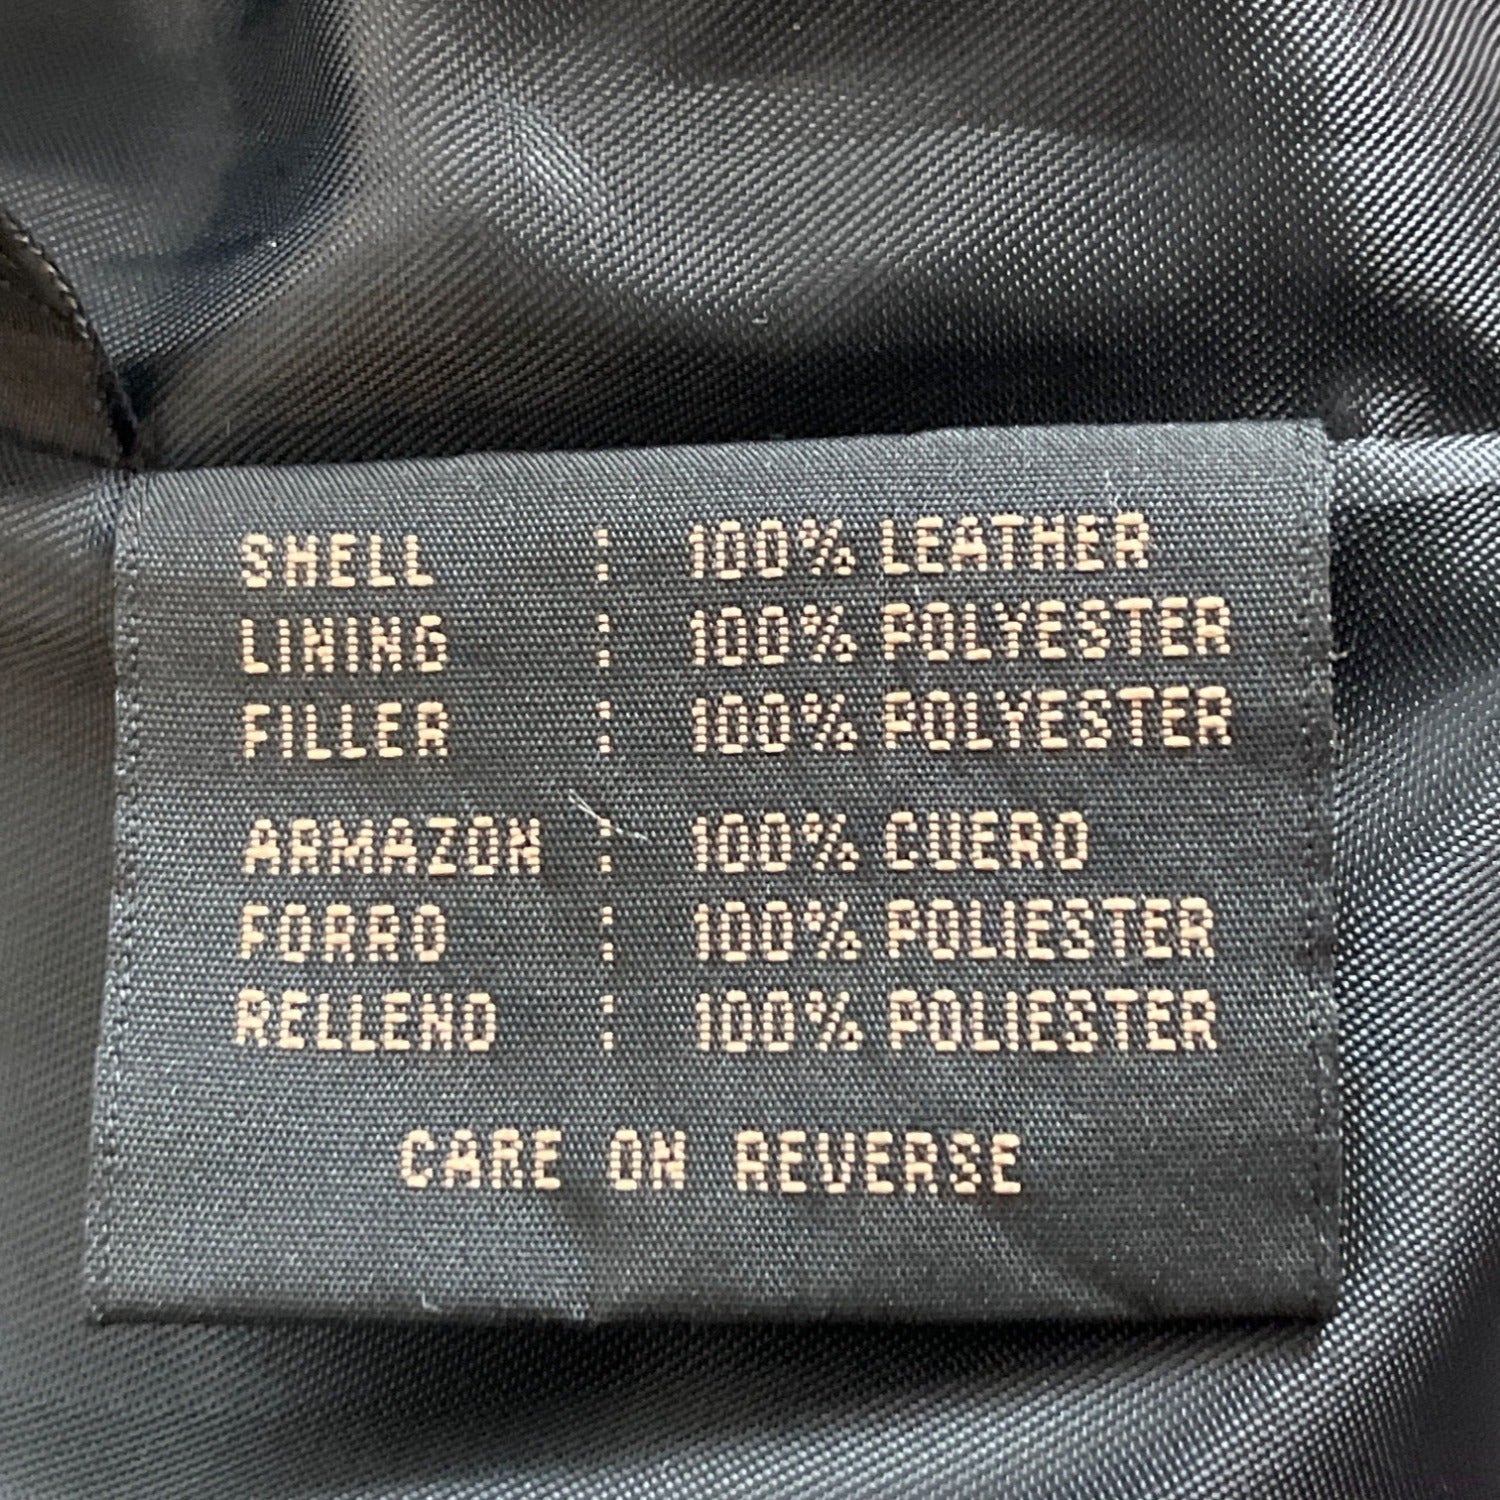 SHELL : 100% LEATHER
LINING : 100% POLYESTER
FILLER : 100% POLYESTER
ARMAZON : 100% CUERO
FORRO : 100% POLIESTER
RELLENO : 100% POLIESTER
CARE ON REVERSE